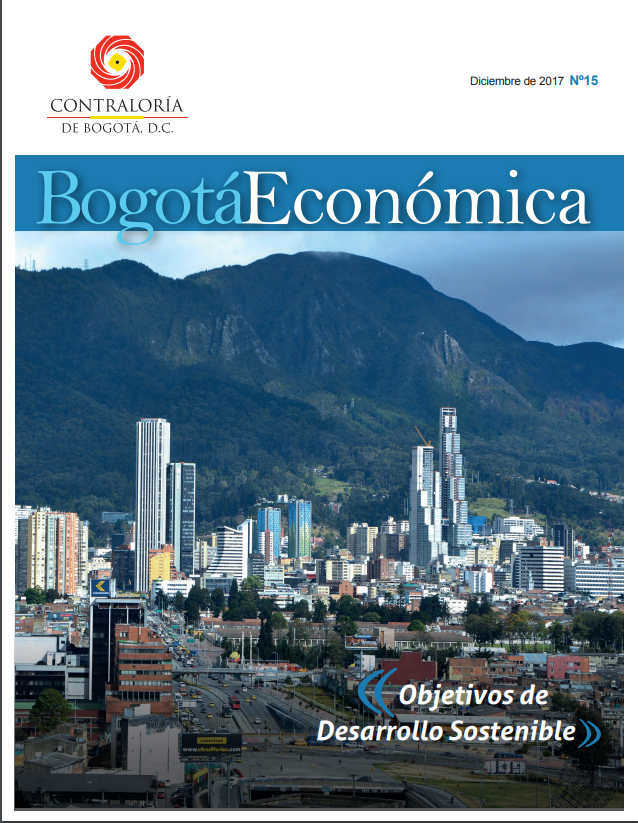 CONTRALORÍA
DE BOGOTÁ, D.C.
Diciembre de 2017 Nº15
BogotáEconómica
Objetivos de
Desarrollo Sostenible